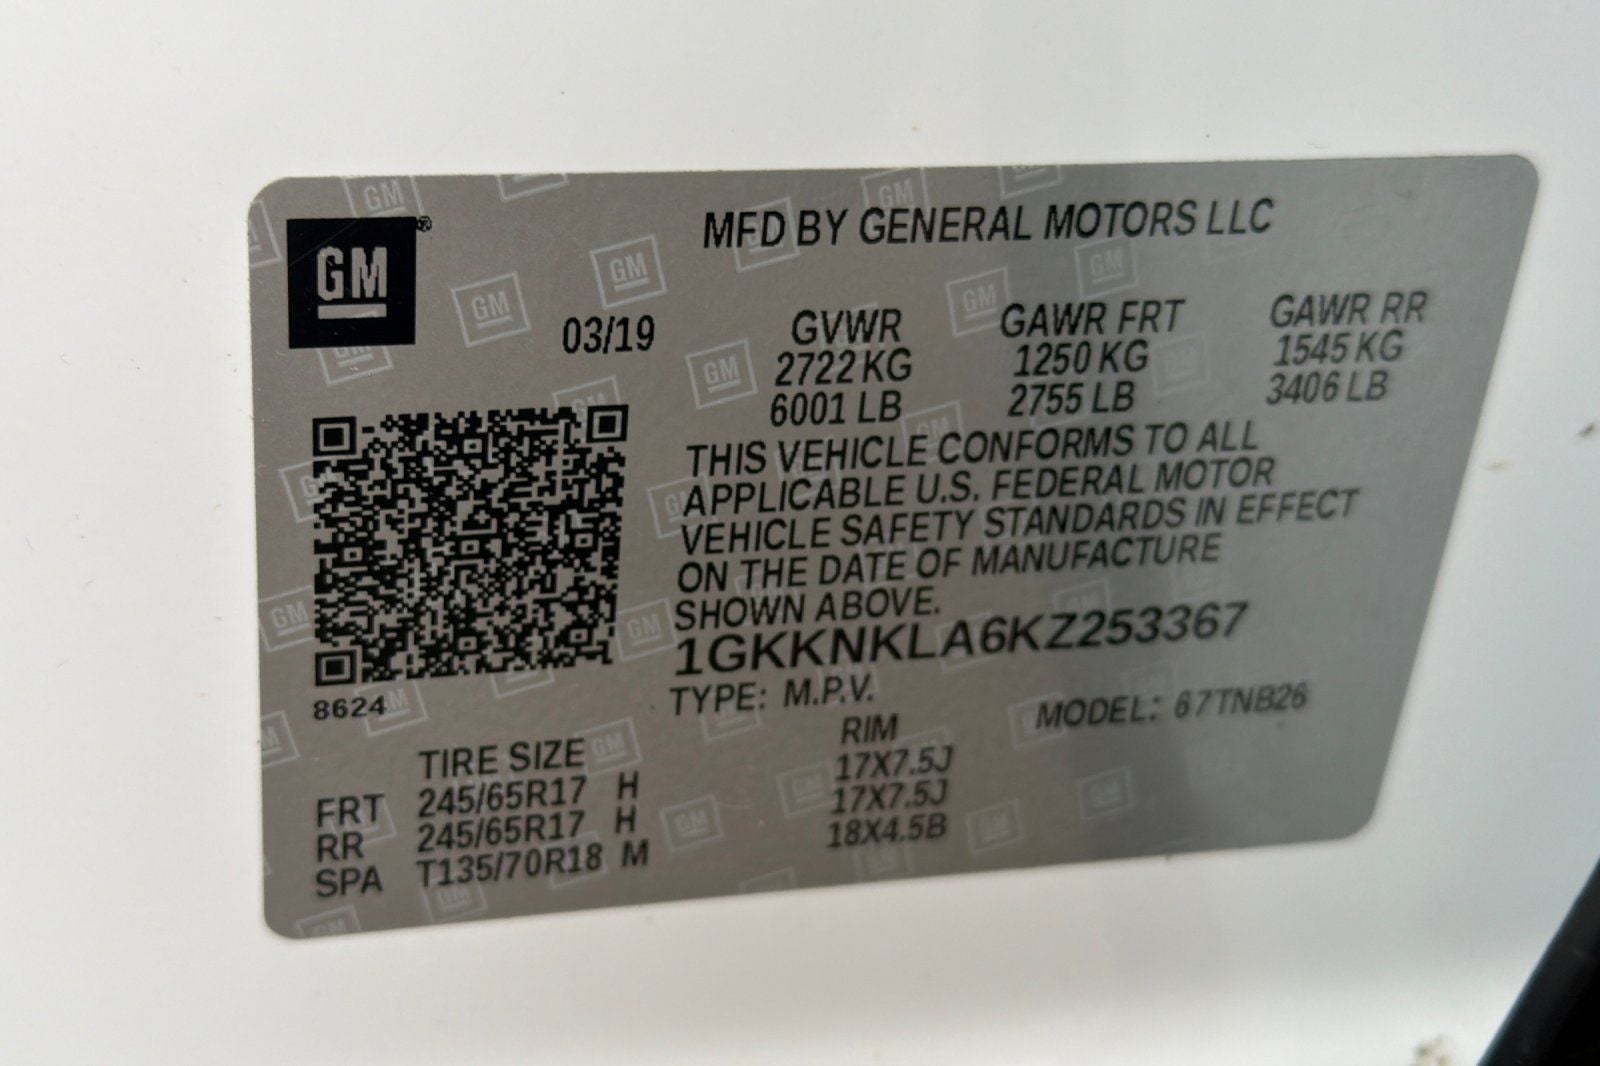 GM®
MFD BY GENERAL MOTORS LLC
03/19
GVWR GAWR FRT GAWR RR
2722 KG 1250 KG 1545 KG
6001 LB 2755 LB 3406 LB
THIS VEHICLE CONFORMS TO ALL
APPLICABLE U.S. FEDERAL MOTOR
VEHICLE SAFETY STANDARDS IN EFFECT
ON THE DATE OF MANUFACTURE
SHOWN ABOVE.
1GKKNKLA6KZ253367
TYPE: M.P.V. MODEL: 67TNB26
8624
TIRE SIZE RIM
FRT 245/65R17 H 17X7.5J
RR 245/65R17 H 17X7.5J
SPA T135/70R18 M 18X4.5B